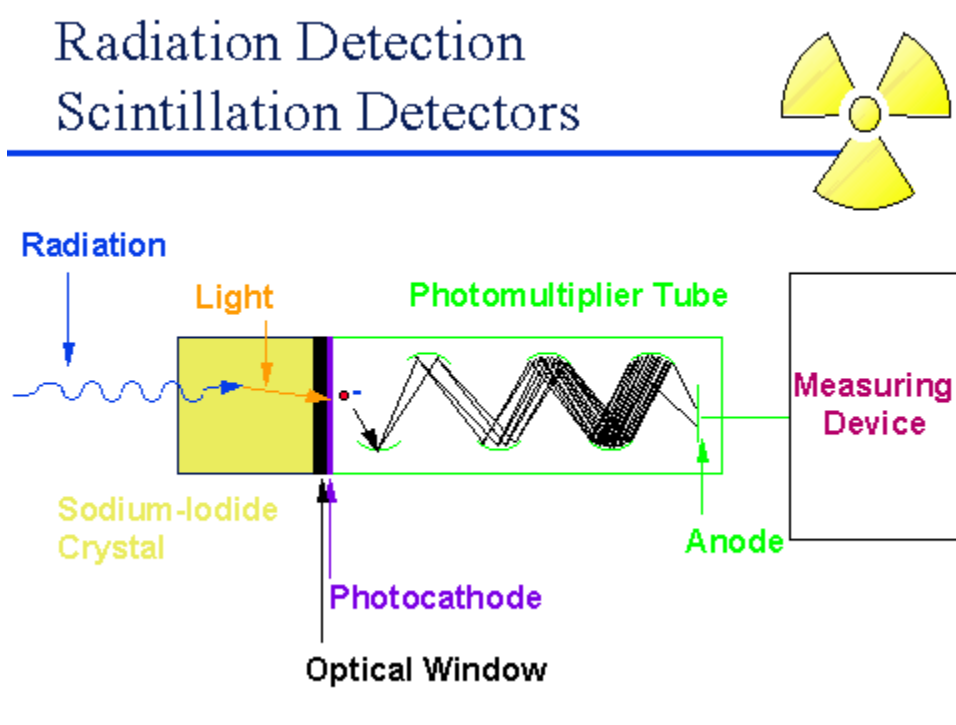 Radiation Detection
Scintillation Detectors
Radiation
Light
Photomultiplier Tube
-
Measuring
Device
Sodium-Iodide
Crystal
Anode
Photocathode
Optical Window